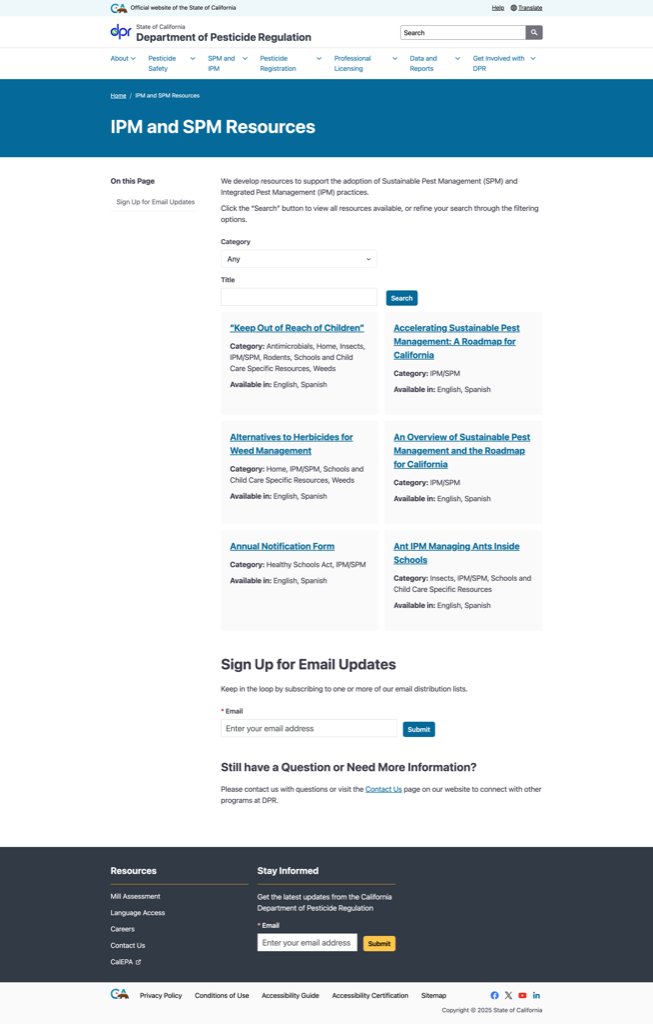 Official website of the State of California
Help
Translate
dpr
State of California
Department of Pesticide Regulation
Search
About
Pesticide
Safety
SPM and
IPM
Pesticide
Registration
Professional
Licensing
Data and
Reports
Get Involved with
DPR
Home / IPM and SPM Resources
IPM and SPM Resources
On this Page
Sign Up for Email Updates
We develop resources to support the adoption of Sustainable Pest Management (SPM) and
Integrated Pest Management (IPM) practices.
Click the "Search" button to view all resources available, or refine your search through the filtering
options.
Category
Any
Title
Search
"Keep Out of Reach of Children"
Category: Antimicrobials, Home, Insects,
IPM/SPM, Rodents, Schools and Child
Care Specific Resources, Weeds
Available in: English, Spanish
Accelerating Sustainable Pest
Management: A Roadmap for
California
Category: IPM/SPM
Available in: English, Spanish
Alternatives to Herbicides for
Weed Management
Category: Home, IPM/SPM, Schools and
Child Care Specific Resources, Weeds
Available in: English, Spanish
An Overview of Sustainable Pest
Management and the Roadmap
for California
Category: IPM/SPM
Available in: English, Spanish
Annual Notification Form
Category: Healthy Schools Act, IPM/SPM
Available in: English, Spanish
Ant IPM Managing Ants Inside
Schools
Category: Insects, IPM/SPM, Schools and
Child Care Specific Resources
Available in: English, Spanish
Sign Up for Email Updates
Keep in the loop by subscribing to one or more of our email distribution lists.
* Email
Enter your email address
Submit
Still have a Question or Need More Information?
Please contact us with questions or visit the Contact Us page on our website to connect with other
programs at DPR.
Resources
Mill Assessment
Language Access
Careers
Contact Us
CalEPA
Stay Informed
Get the latest updates from the California
Department of Pesticide Regulation
* Email
Enter your email address
Submit
Privacy Policy
Conditions of Use
Accessibility Guide
Accessibility Certification
Sitemap
Copyright © 2025 State of California